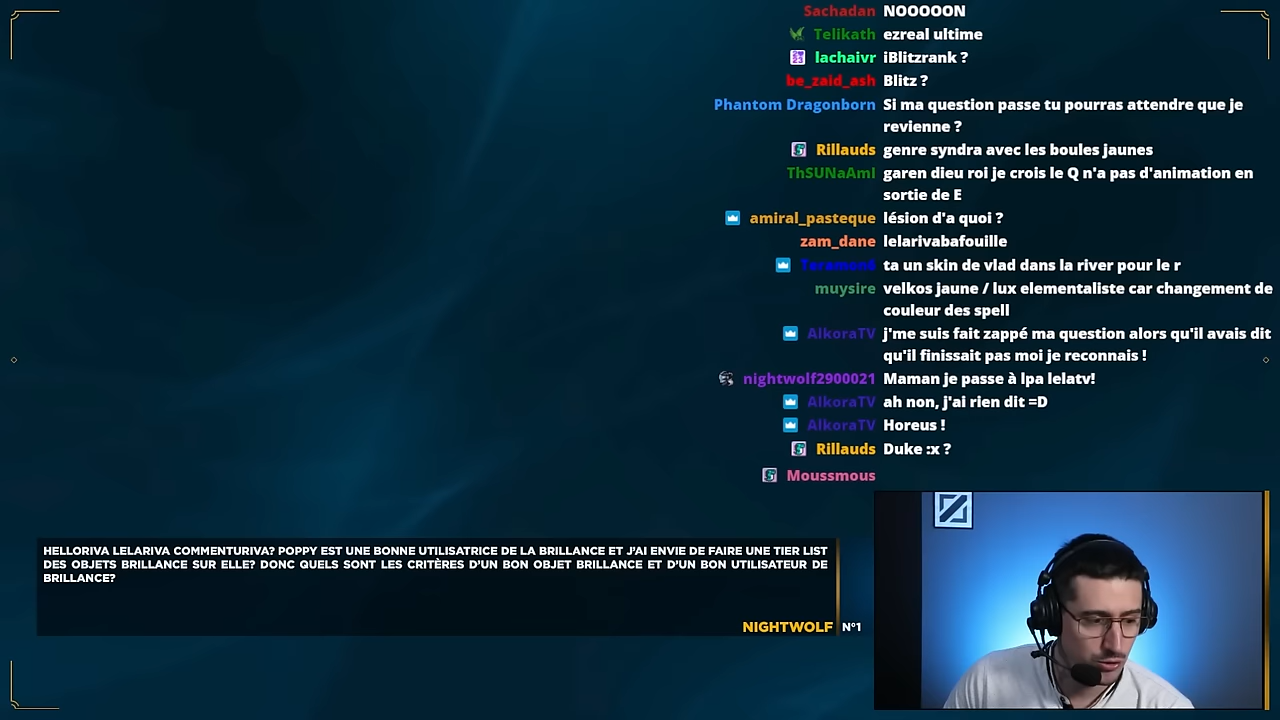 Sachadan NOOOOON
Telikath ezreal ultime
lachaivr iBlitzrank ?
be_zaid_ash Blitz ?
Phantom Dragonborn Si ma question passe tu pourras attendre que je
revienne ?
Rillauds genre syndra avec les boules jaunes
ThSUNaAmI garen dieu roi je crois le Q n'a pas d'animation en
sortie de E
amiral_pasteque lésion d'a quoi ?
zam_dane lelarivabafouille
ta un skin de vlad dans la river pour le r
muysire velkos jaune / lux elementaliste car changement de
couleur des spell
AlkoraTV j'me suis fait zappé ma question alors qu'il avais dit
qu'il finissait pas moi je reconnais !
nightwolf2900021 Maman je passe à lpa lelatv!
AlkoraTV ah non, j'ai rien dit =D
AlkoraTV Horeus !
Rillauds Duke :x ?
Moussmous
HELLORIVA LELARIVA COMMENTURIVA? POPPY EST UNE BONNE UTILISATRICE DE LA BRILLANCE ET J'AI ENVIE DE FAIRE UNE TIER LIST
DES OBJETS BRILLANCE SUR ELLE? DONC QUELS SONT LES CRITÈRES D'UN BON OBJET BRILLANCE ET D'UN BON UTILISATEUR DE
BRILLANCE?
NIGHTWOLF N°1